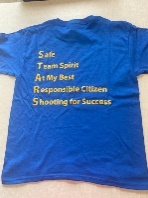 Safe
Team Spirit
At My Best
Responsible Citizen
Shooting for Success